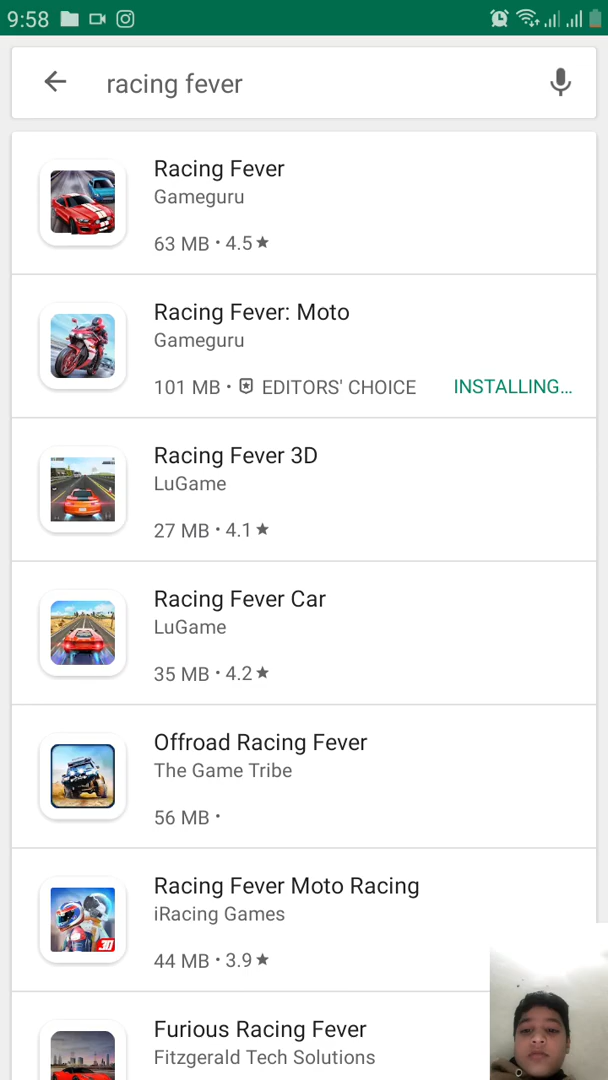 9:58
racing fever
Racing Fever
Gameguru
63 MB • 4.5 ★
Racing Fever: Moto
Gameguru
101 MB • EDITORS' CHOICE INSTALLING...
Racing Fever 3D
LuGame
27 MB • 4.1 ★
Racing Fever Car
LuGame
35 MB • 4.2 ★
Offroad Racing Fever
The Game Tribe
56 MB •
Racing Fever Moto Racing
iRacing Games
3D
44 MB • 3.9 ★
Furious Racing Fever
Fitzgerald Tech Solutions